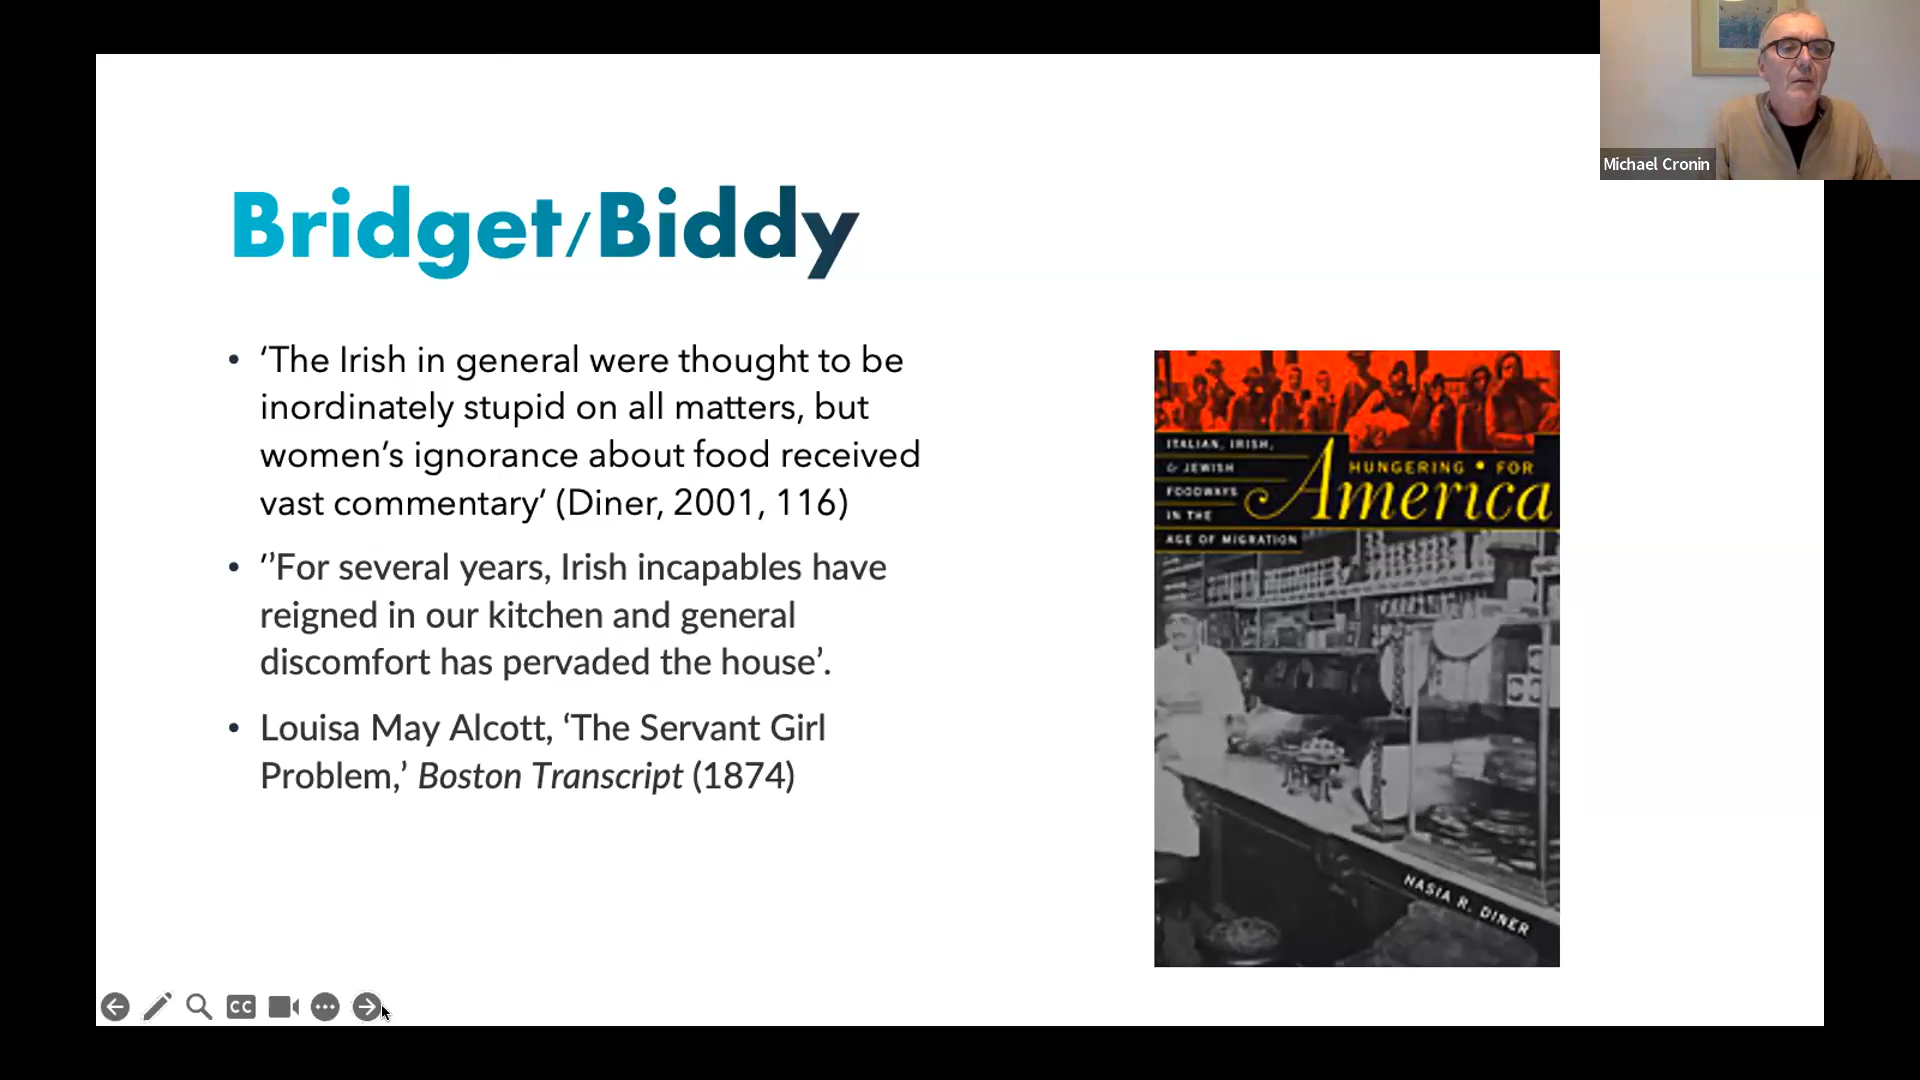 Michael Cronin
Bridget/Biddy
• ‘The Irish in general were thought to be
inordinately stupid on all matters, but
women’s ignorance about food received
vast commentary’ (Diner, 2001, 116)
• ‘’For several years, Irish incapables have
reigned in our kitchen and general
discomfort has pervaded the house’.
• Louisa May Alcott, ‘The Servant Girl
Problem,’ Boston Transcript (1874)
ITALIAN, IRISH,
& JEWISH
FOODWAYS
IN THE
AGE OF MIGRATION
HUNGERING • FOR
America
HASIA R. DINER
CC